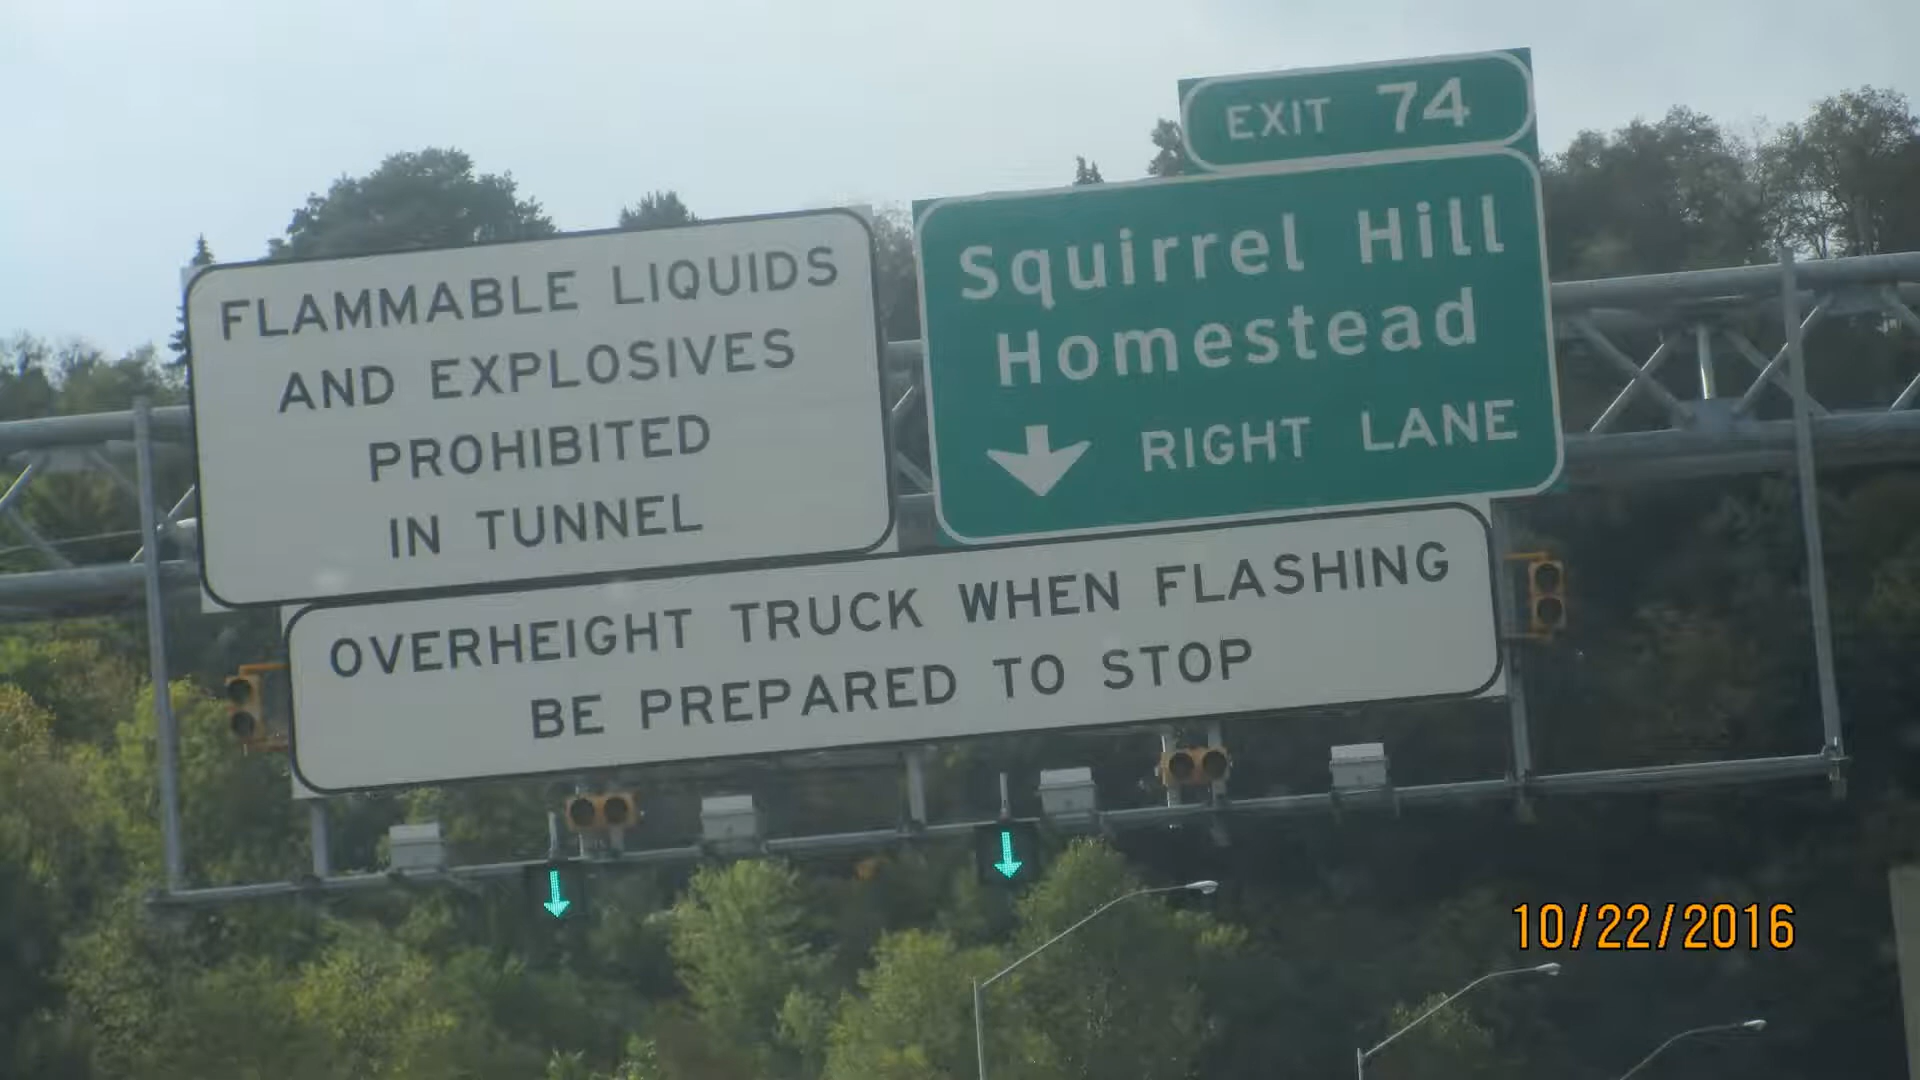 FLAMMABLE LIQUIDS
AND EXPLOSIVES
PROHIBITED
IN TUNNEL
EXIT 74
Squirrel Hill
Homestead
RIGHT LANE
OVERHEIGHT TRUCK WHEN FLASHING
BE PREPARED TO STOP
10/22/2016